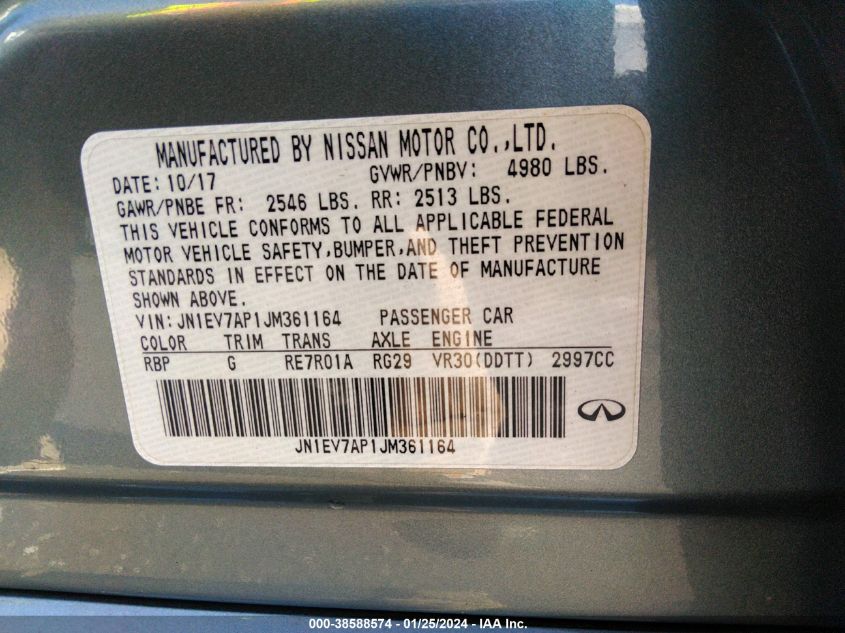 MANUFACTURED BY NISSAN MOTOR CO.,LTD.
DATE: 10/17 GVWR/PNBV: 4980 LBS.
GAWR/PNBE FR: 2546 LBS. RR: 2513 LBS.
THIS VEHICLE CONFORMS TO ALL APPLICABLE FEDERAL
MOTOR VEHICLE SAFETY,BUMPER,AND THEFT PREVENTION
STANDARDS IN EFFECT ON THE DATE OF MANUFACTURE
SHOWN ABOVE.
VIN: JN1EV7AP1JM361164 PASSENGER CAR
COLOR TRIM TRANS AXLE ENGINE
RBP G RE7R01A RG29 VR30(DDTT) 2997CC
JN1EV7AP1JM361164
000-38588574 - 01/25/2024 - IAA Inc.